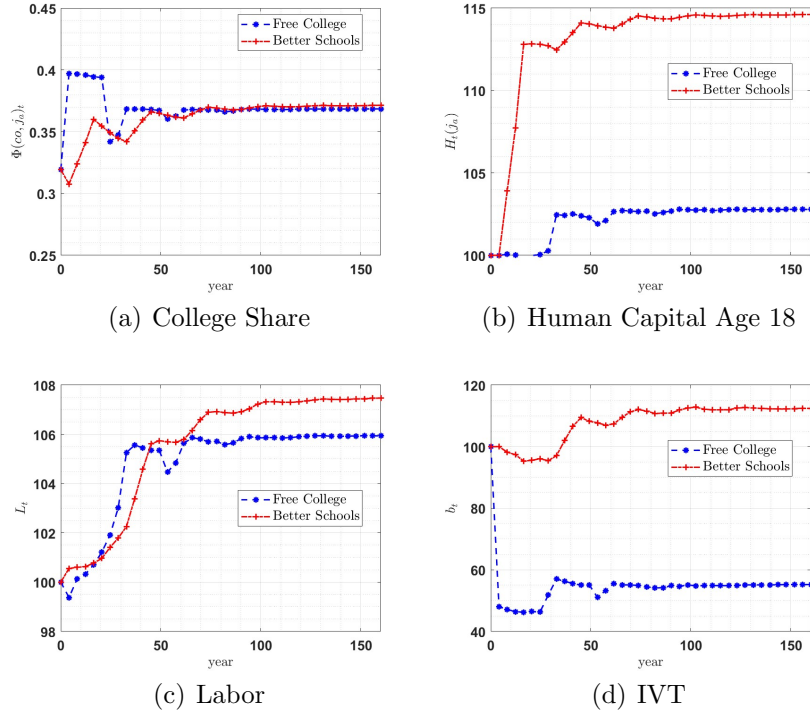 0.45
0.4
0.35
0.3
0.25
Φ(co, j_a)_t
Free College
Better Schools
0 50 100 150
year
(a) College Share
115
110
105
100
H_t(j_a)
Free College
Better Schools
0 50 100 150
year
(b) Human Capital Age 18
108
106
104
102
100
98
L_t
Free College
Better Schools
0 50 100 150
year
(c) Labor
120
100
80
60
40
b_t
Free College
Better Schools
0 50 100 150
year
(d) IVT